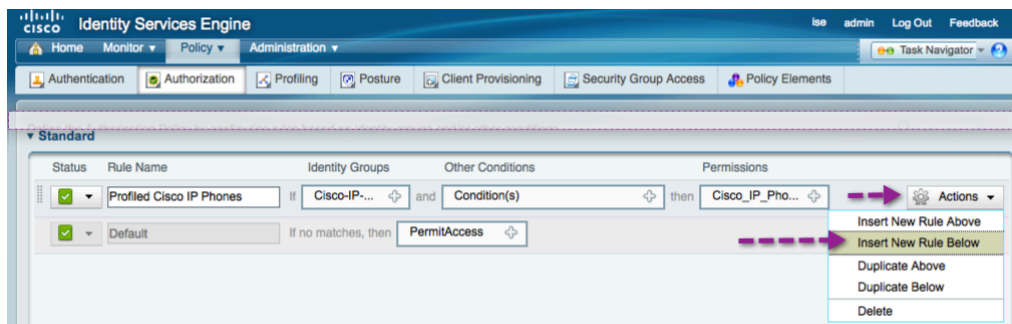 cisco Identity Services Engine ise admin Log Out Feedback
Home Monitor Policy Administration Task Navigator ?
Authentication Authorization Profiling Posture Client Provisioning Security Group Access Policy Elements
Standard
Status Rule Name Identity Groups Other Conditions Permissions
Profiled Cisco IP Phones If Cisco-IP-... and Condition(s) then Cisco_IP_Pho... Actions
Insert New Rule Above
Default If no matches, then PermitAccess
Insert New Rule Below
Duplicate Above
Duplicate Below
Delete